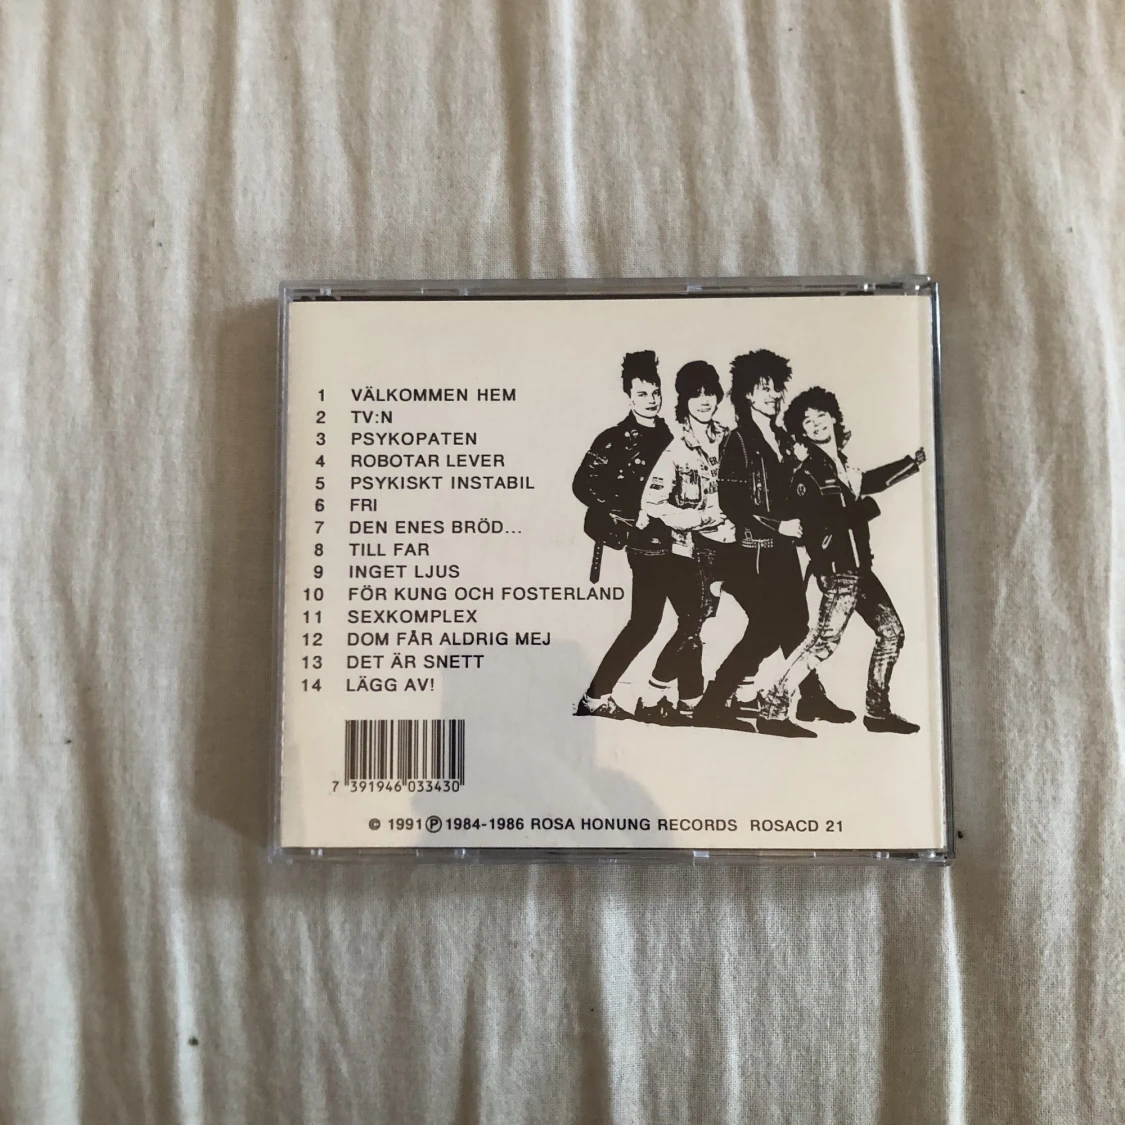 1 VÄLKOMMEN HEM
2 TV:N
3 PSYKOPATEN
4 ROBOTAR LEVER
5 PSYKISKT INSTABIL
6 FRI
7 DEN ENES BRÖD...
8 TILL FAR
9 INGET LJUS
10 FÖR KUNG OCH FOSTERLAND
11 SEXKOMPLEX
12 DOM FÅR ALDRIG MEJ
13 DET ÄR SNETT
14 LÄGG AV!
7 391946 033430
© 1991 ℗ 1984-1986 ROSA HONUNG RECORDS ROSACD 21